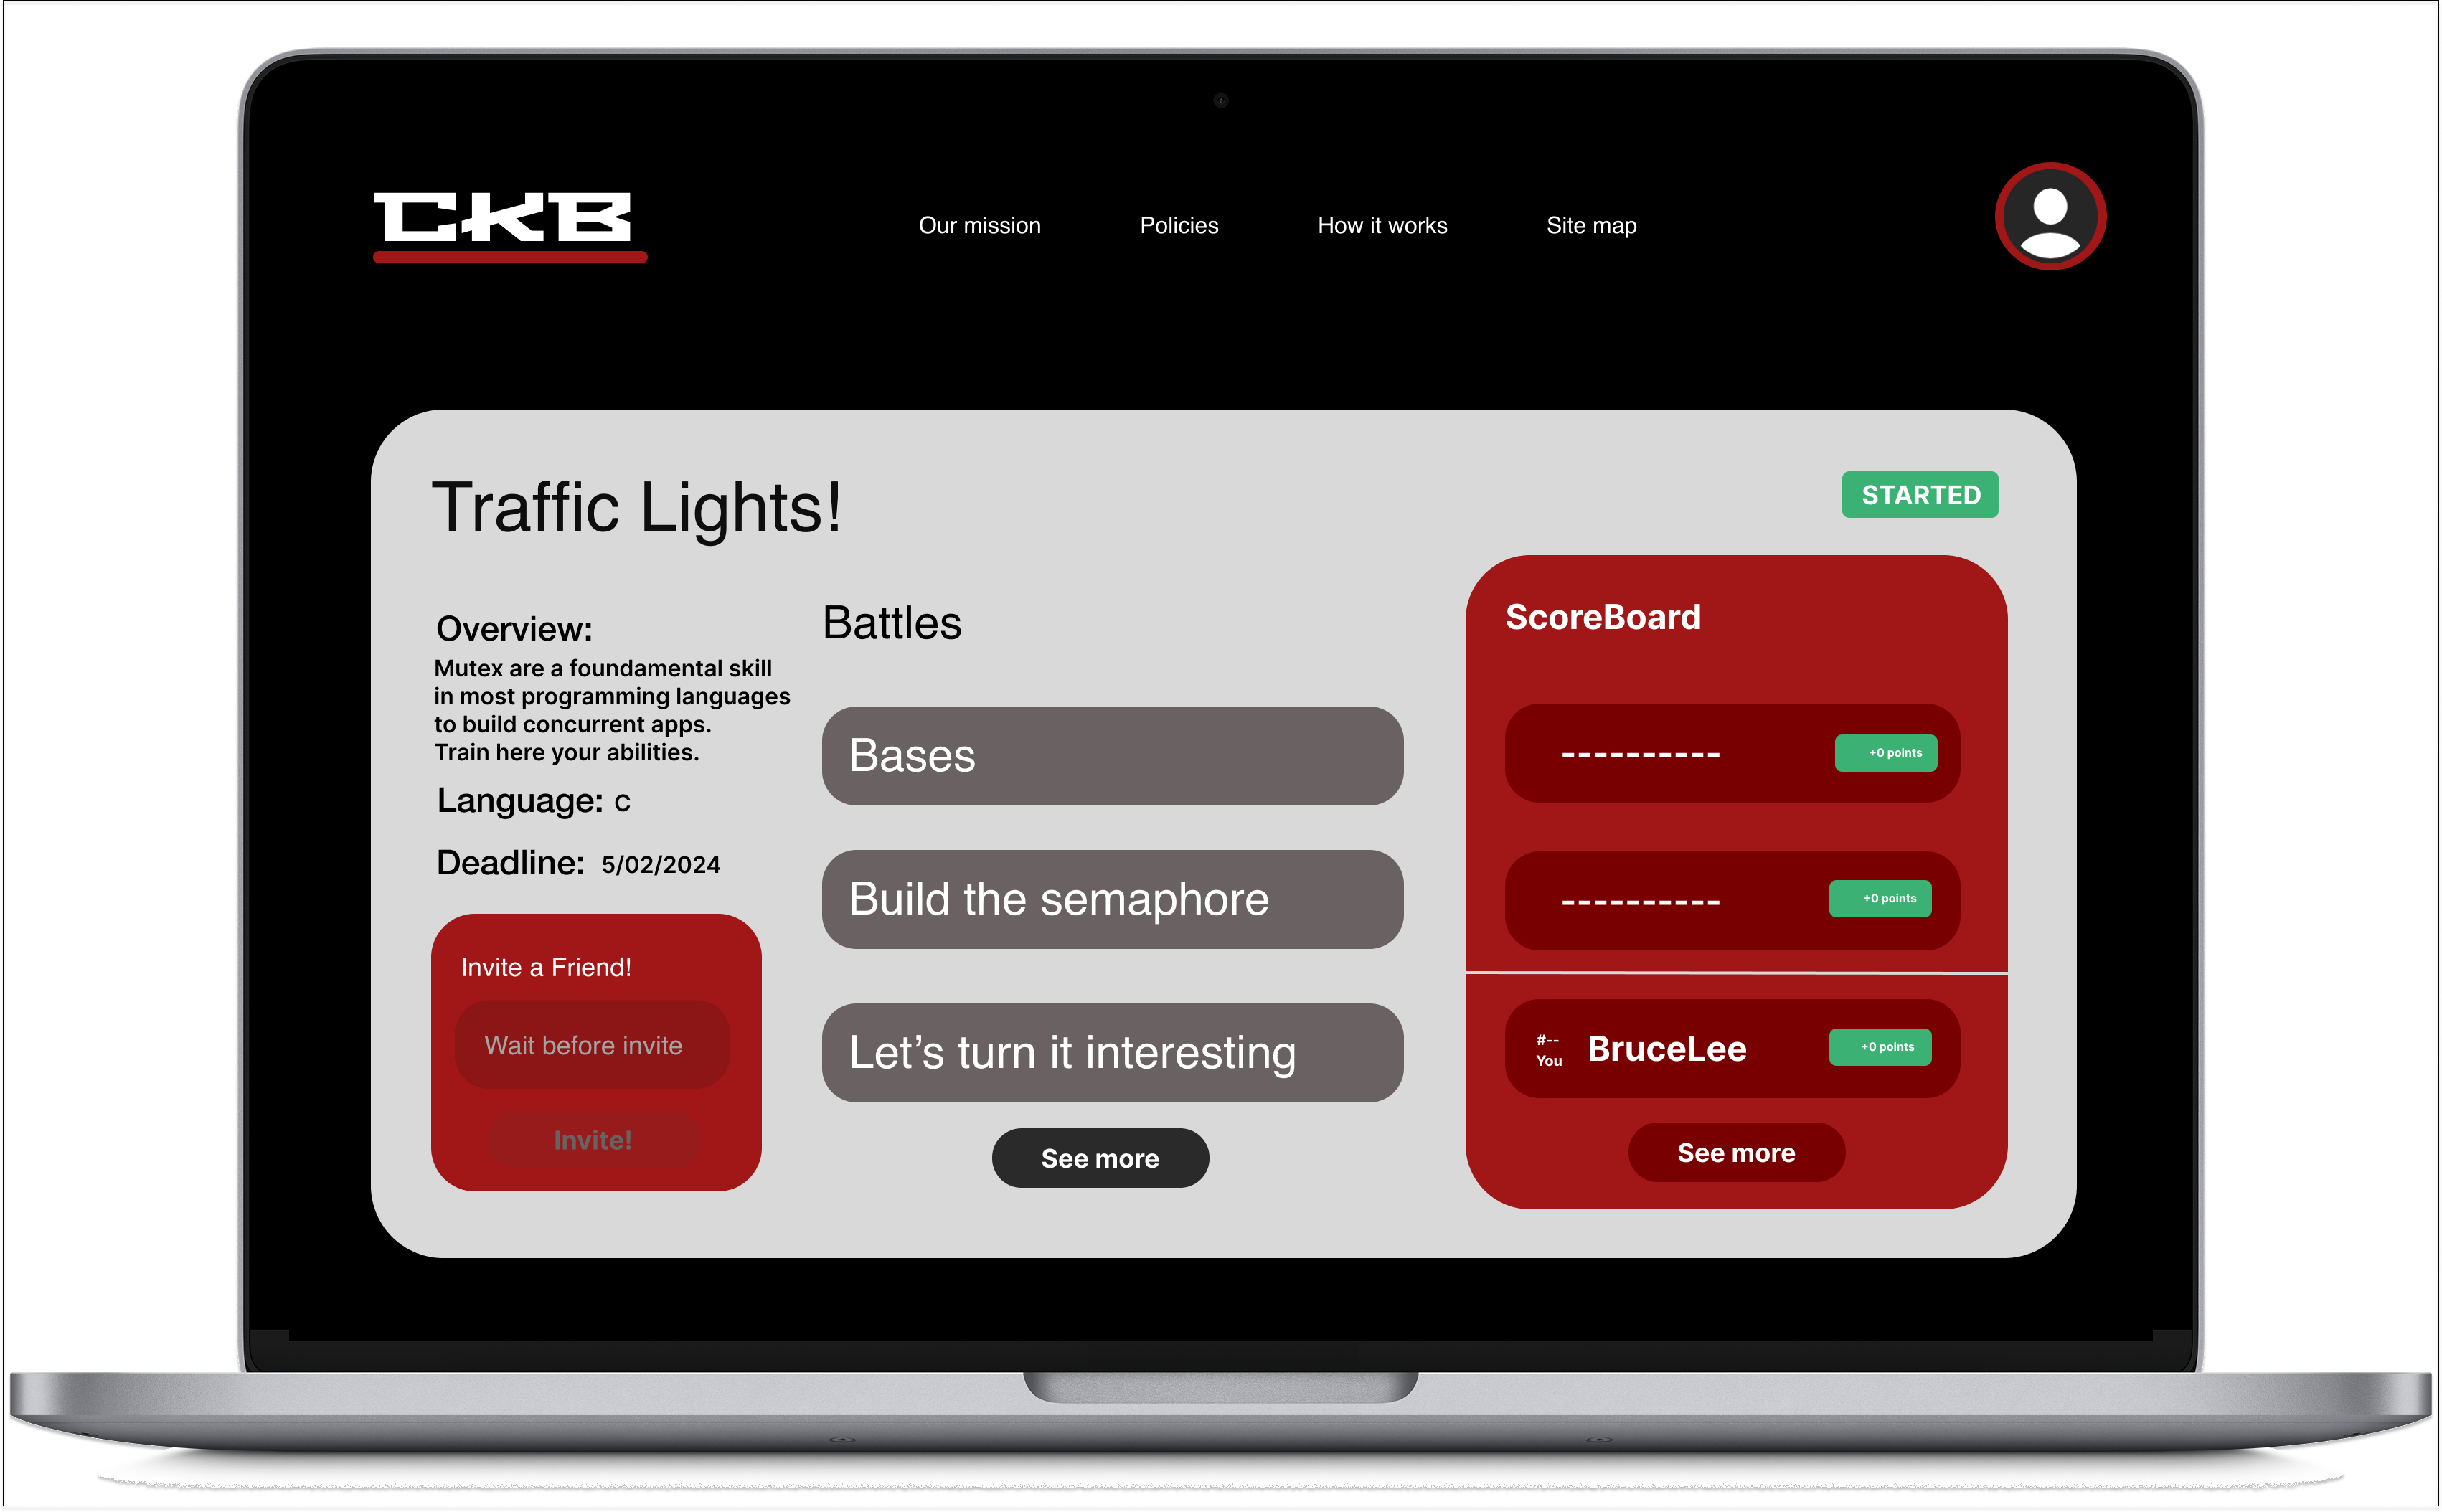 CKB
Our mission
Policies
How it works
Site map
Traffic Lights!
STARTED
Overview:
Mutex are a foundamental skill
in most programming languages
to build concurrent apps.
Train here your abilities.
Language: C
Deadline: 5/02/2024
Invite a Friend!
Wait before invite
Invite!
Battles
Bases
Build the semaphore
Let’s turn it interesting
See more
ScoreBoard
---------- +0 points
---------- +0 points
#--
You
BruceLee
+0 points
See more